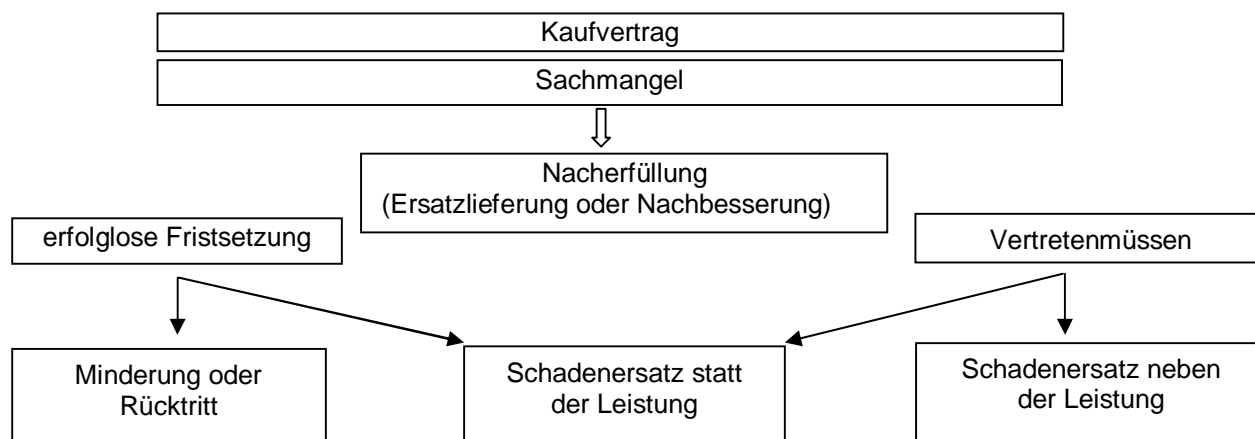 Kaufvertrag
Sachmangel
Nacherfüllung
(Ersatzlieferung oder Nachbesserung)
erfolglose Fristsetzung
Vertretenmüssen
Minderung oder
Rücktritt
Schadenersatz statt
der Leistung
Schadenersatz neben
der Leistung